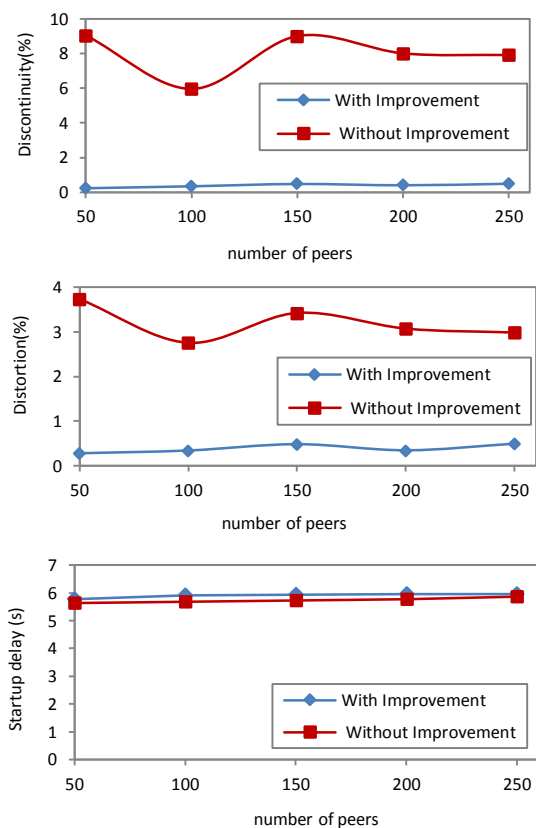 10
8
6
4
2
0
Discontinuity(%)
With Improvement
Without Improvement
50 100 150 200 250
number of peers
4
3
2
1
0
Distortion(%)
With Improvement
Without Improvement
50 100 150 200 250
number of peers
7
6
5
4
3
2
1
0
Startup delay (s)
With Improvement
Without Improvement
50 100 150 200 250
number of peers